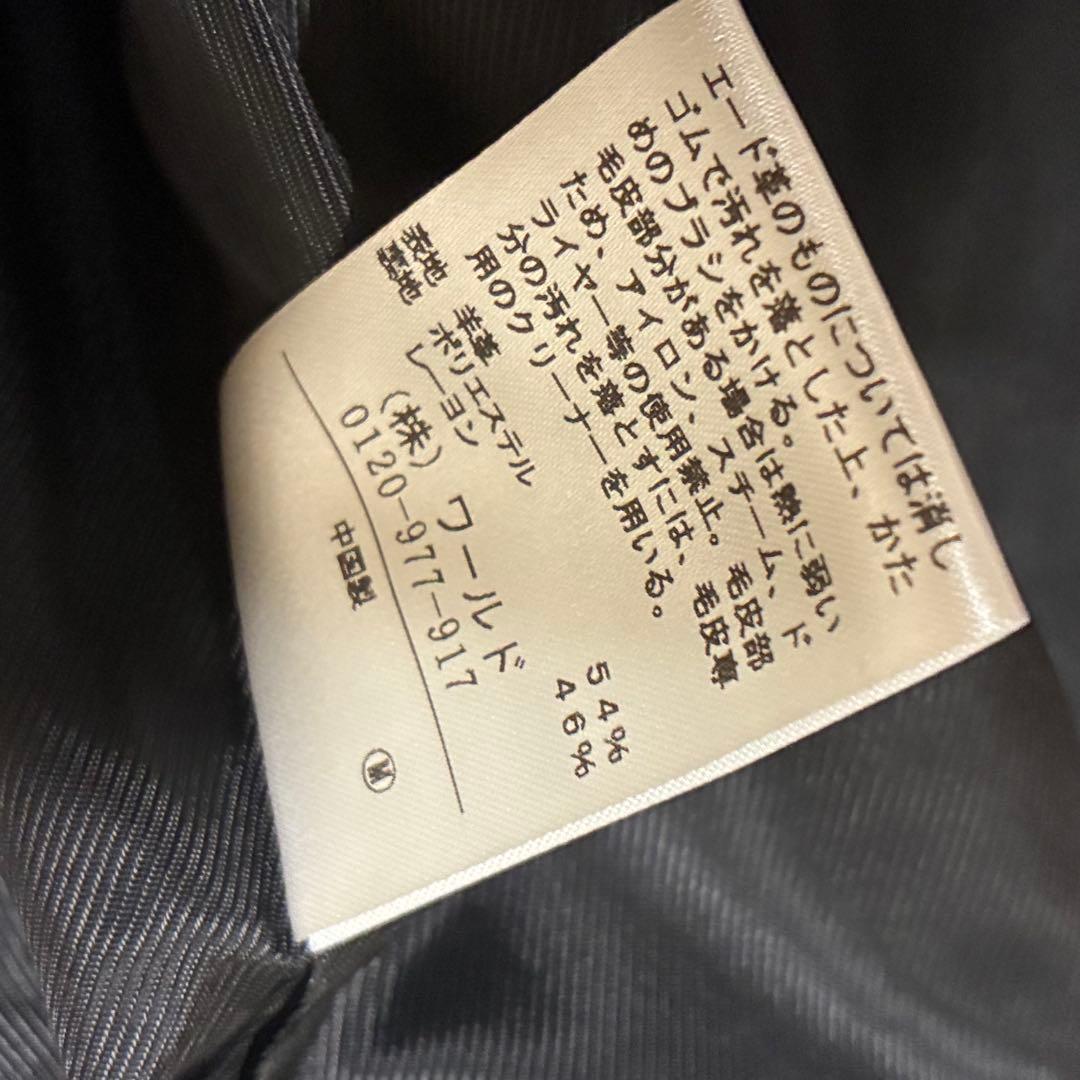 エード革のものについては消し
ゴムで汚れを落とした上、かた
めのブラシをかける。
毛皮部分がある場合は熱に弱い
ため、アイロン、スチーム、ド
ライヤー等の使用禁止。毛皮部
分の汚れを落とすには、毛皮専
用のクリーナーを用いる。
表地 羊革
裏地 ポリエステル 54%
レーヨン 46%
(株) ワールド
0120-977-917
中国製 M